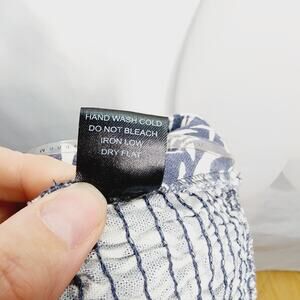 HAND WASH COLD
DO NOT BLEACH
IRON LOW
DRY FLAT